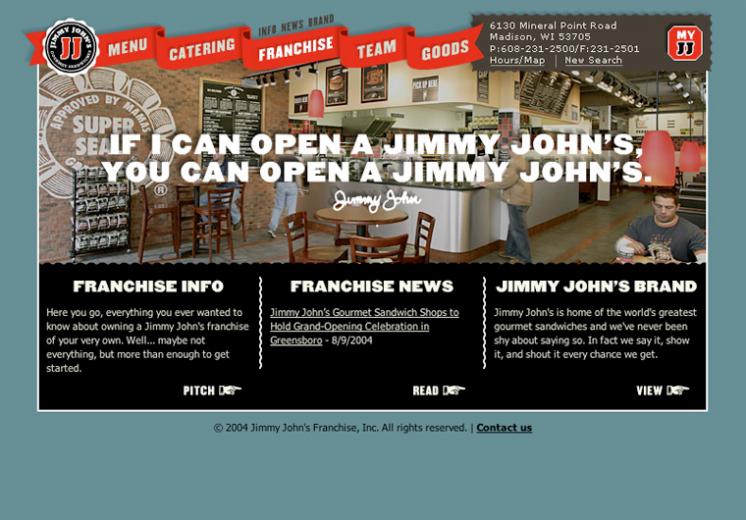 JIMMY JOHN'S
JJ
GOURMET SANDWICHES
MENU
CATERING
INFO NEWS BRAND
FRANCHISE
TEAM
GOODS
6130 Mineral Point Road
Madison, WI 53705
P:608-231-2500/F:231-2501
Hours/Map | New Search
MY
JJ
APPROVED BY MAMA
SUPER
SEA
®
PICK UP HERE
IF I CAN OPEN A JIMMY JOHN'S,
YOU CAN OPEN A JIMMY JOHN'S.
Jimmy John
FRANCHISE INFO
Here you go, everything you ever wanted to
know about owning a Jimmy John's franchise
of your very own. Well... maybe not
everything, but more than enough to get
started.
PITCH
FRANCHISE NEWS
Jimmy John's Gourmet Sandwich Shops to
Hold Grand-Opening Celebration in
Greensboro - 8/9/2004
READ
JIMMY JOHN'S BRAND
Jimmy John's is home of the world's greatest
gourmet sandwiches and we've never been
shy about saying so. In fact we say it, show
it, and shout it every chance we get.
VIEW
© 2004 Jimmy John's Franchise, Inc. All rights reserved. | Contact us